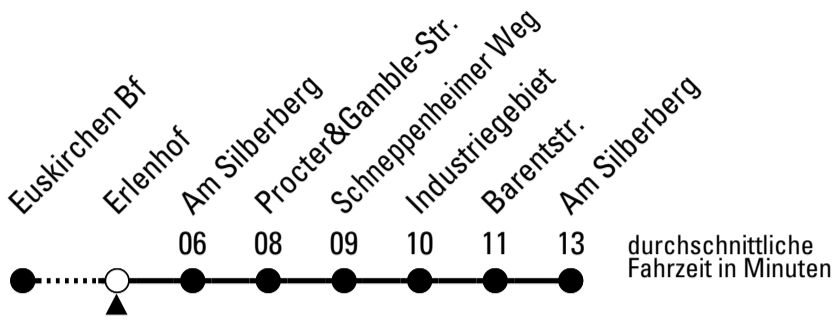 Euskirchen Bf
Erlenhof
Am Silberberg
Procter&Gamble-Str.
Schneppenheimer Weg
Industriegebiet
Barentstr.
Am Silberberg
06 08 09 10 11 13
durchschnittliche
Fahrzeit in Minuten